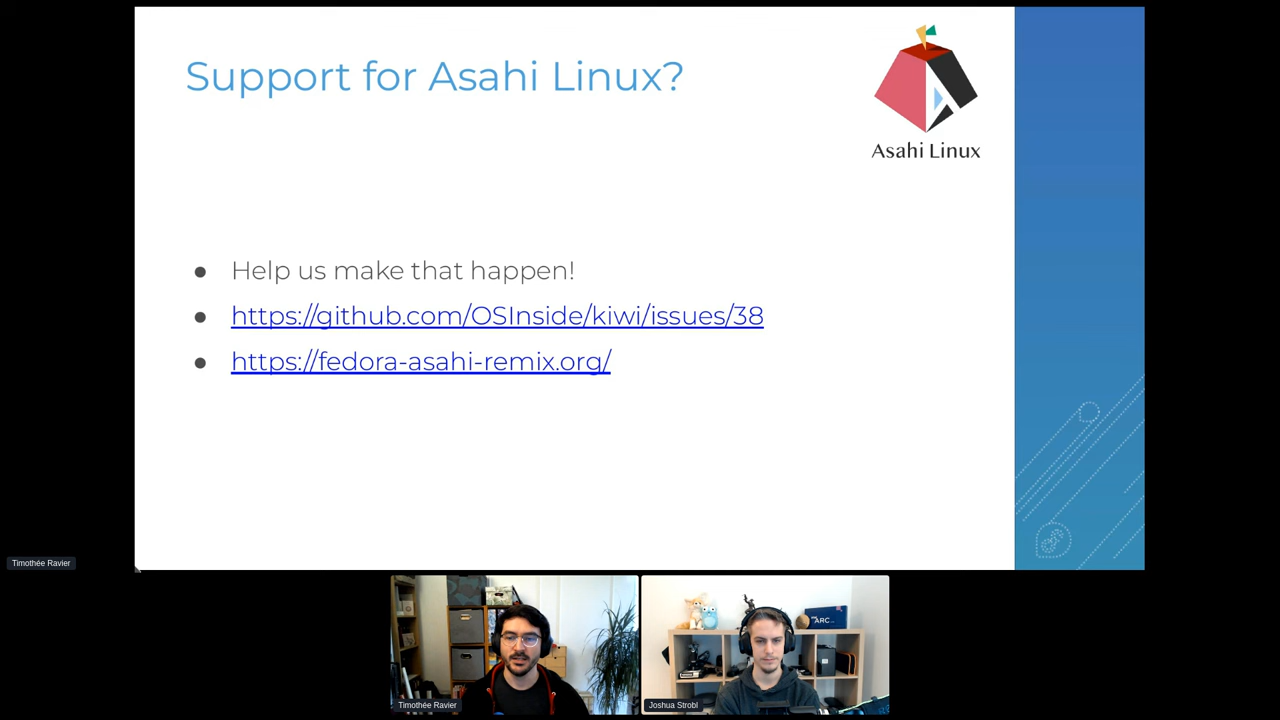 Support for Asahi Linux?
Asahi Linux
Help us make that happen!
https://github.com/OSInside/kiwi/issues/38
https://fedora-asahi-remix.org/
Timothée Ravier
Timothée Ravier
Joshua Strobl
ARC